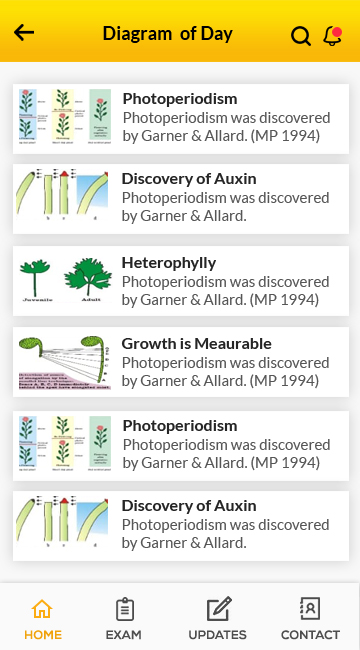 Diagram of Day
Photoperiodism
Photoperiodism was discovered
by Garner & Allard. (MP 1994)
Discovery of Auxin
Photoperiodism was discovered
by Garner & Allard.
b c d
Heterophylly
Photoperiodism was discovered
by Garner & Allard. (MP 1994)
Juvenile Adult
Growth is Meaurable
Photoperiodism was discovered
by Garner & Allard. (MP 1994)
Photoperiodism
Photoperiodism was discovered
by Garner & Allard. (MP 1994)
Discovery of Auxin
Photoperiodism was discovered
by Garner & Allard.
b c d
HOME EXAM UPDATES CONTACT